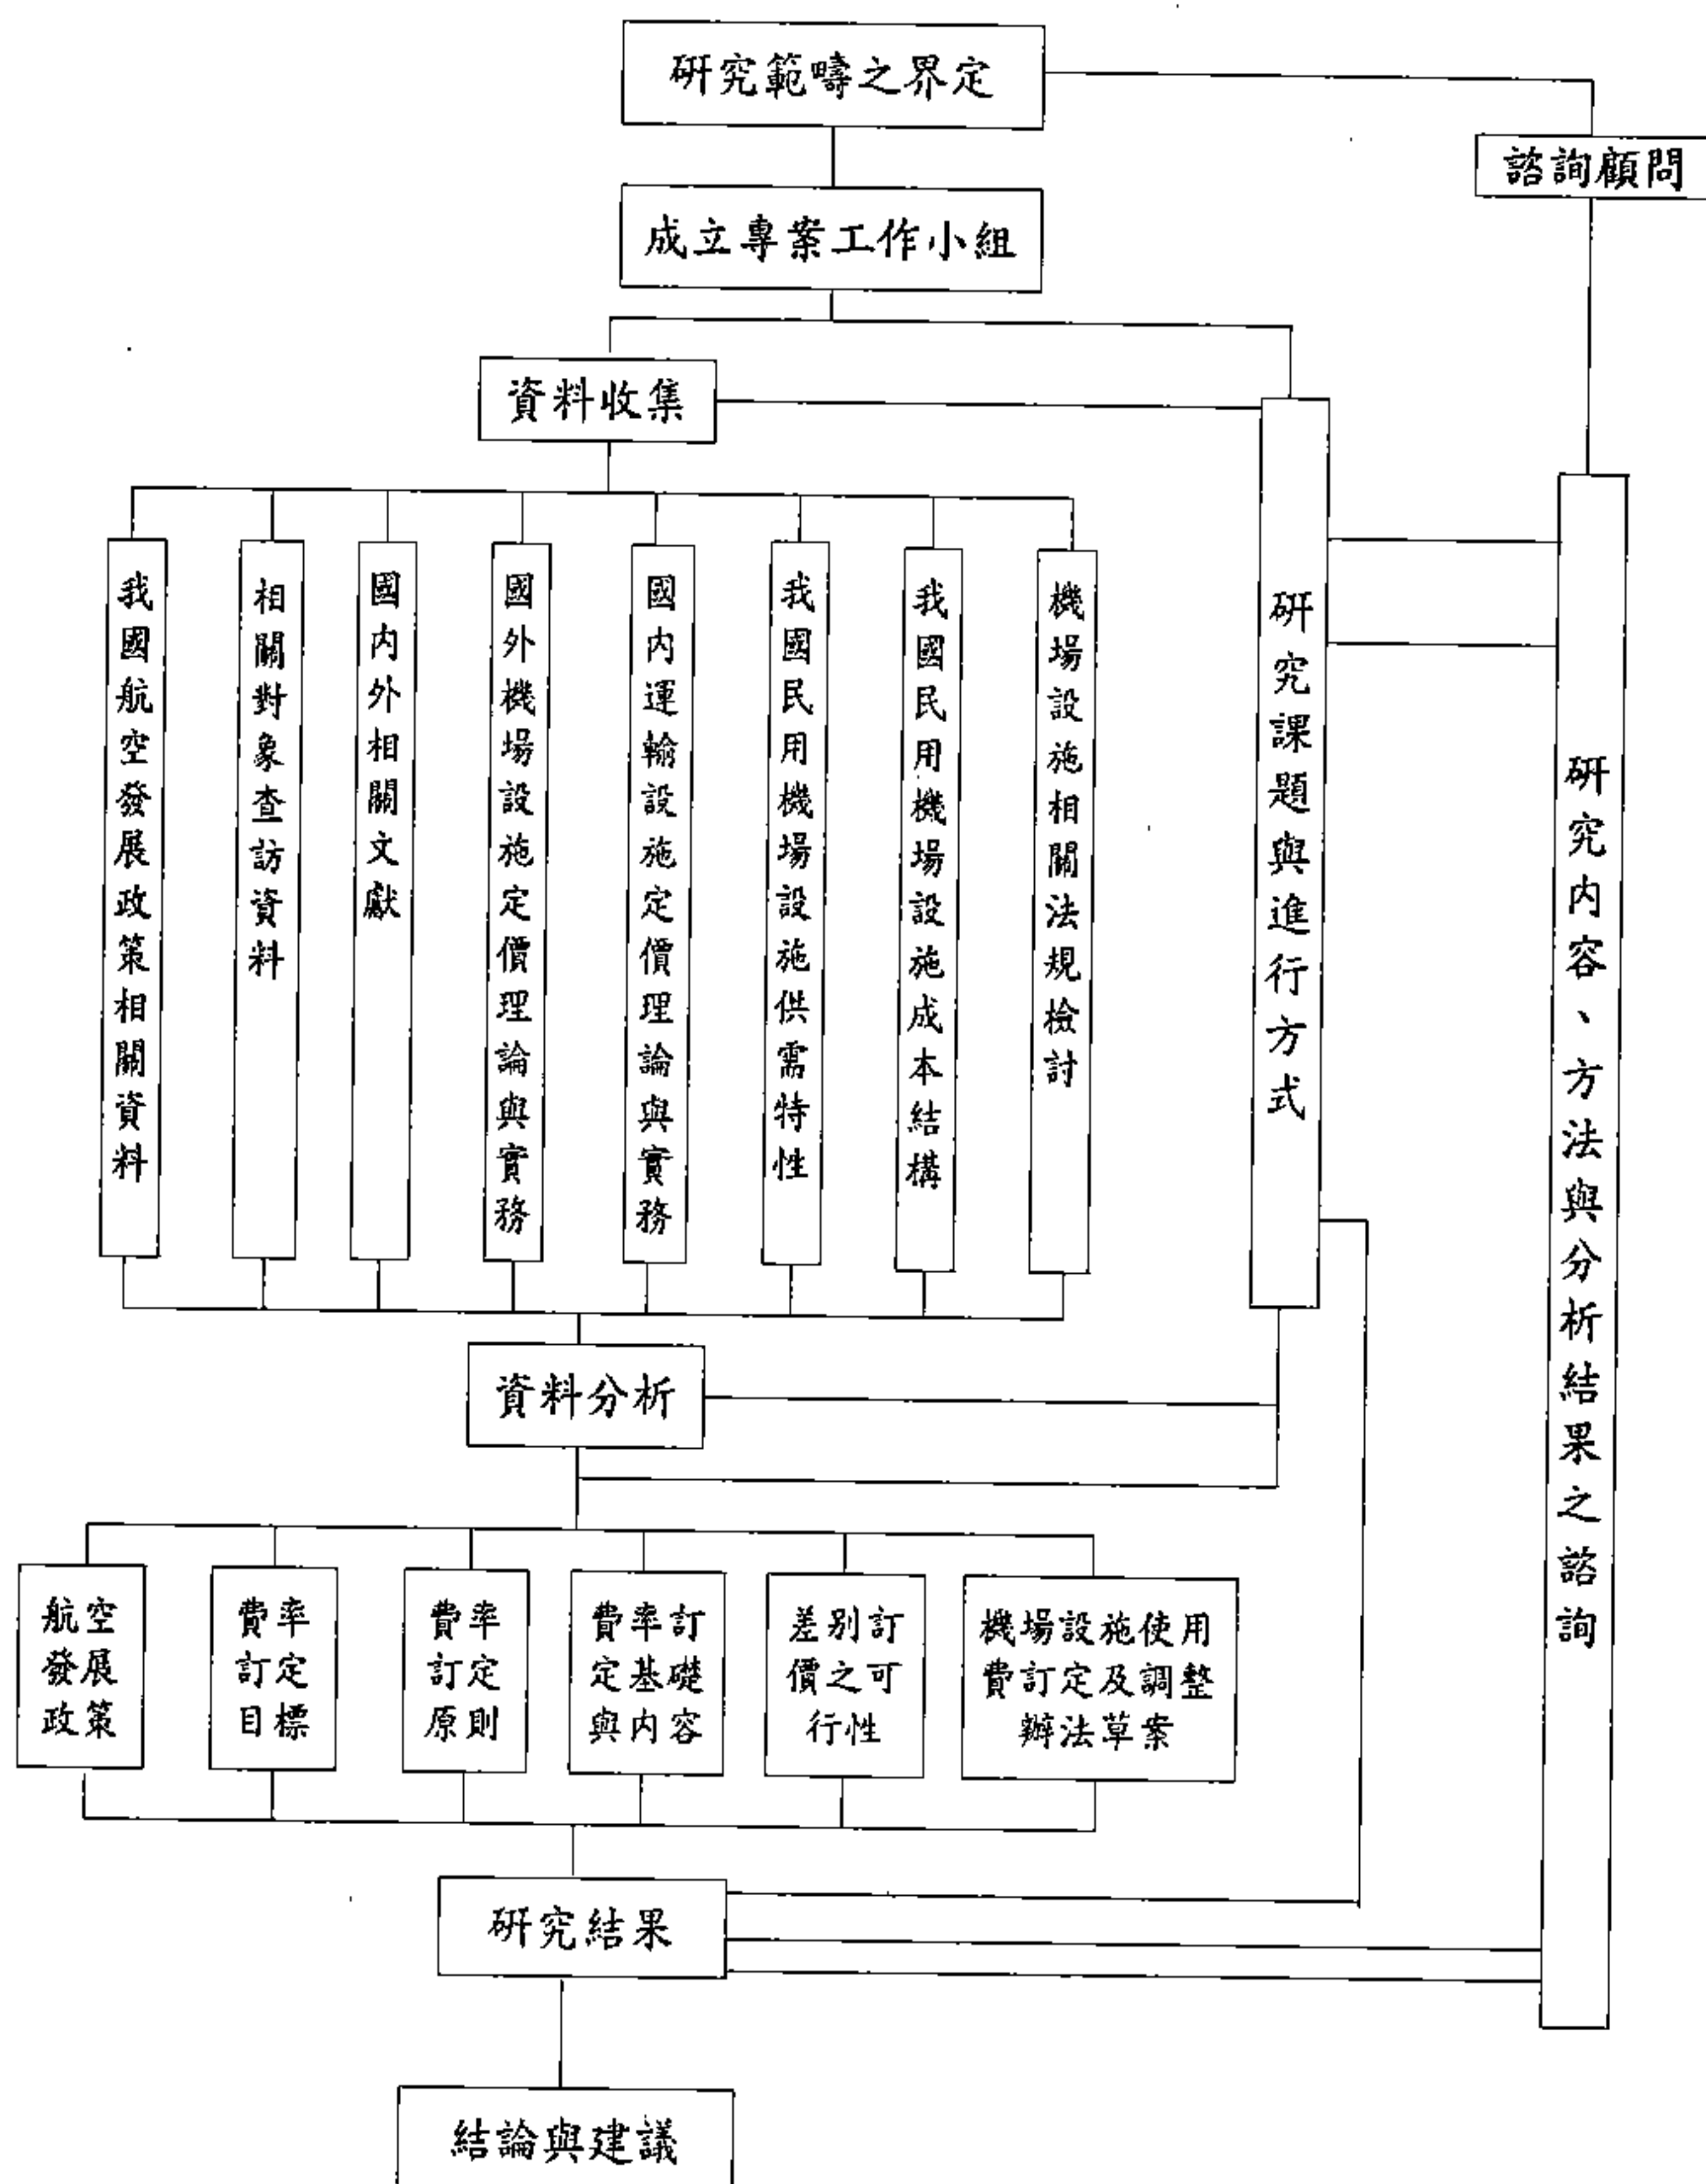 研究範疇之界定
諮詢顧問
成立專案工作小組
資料收集
我國航空發展政策相關資料
相關對象查訪資料
國內外相關文獻
國外機場設施定價理論與實務
國內運輸設施定價理論與實務
我國民用機場設施供需特性
我國民用機場設施成本結構
機場設施相關法規檢討
研究課題與進行方式
研究內容、方法與分析結果之諮詢
資料分析
航空
發展
政策
費率
訂定
目標
費率
訂定
原則
費率訂
定基礎
與內容
差別訂
價之可
行性
機場設施使用
費訂定及調整
辦法草案
研究結果
結論與建議